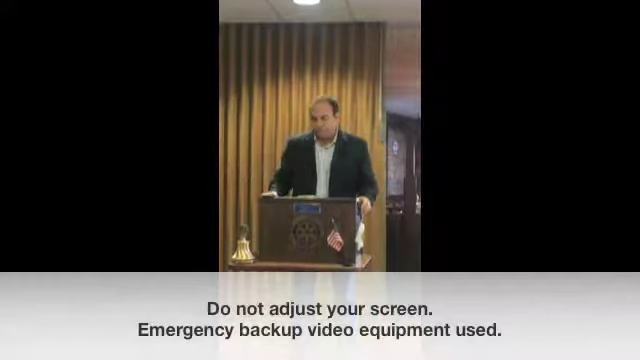 Do not adjust your screen.
Emergency backup video equipment used.